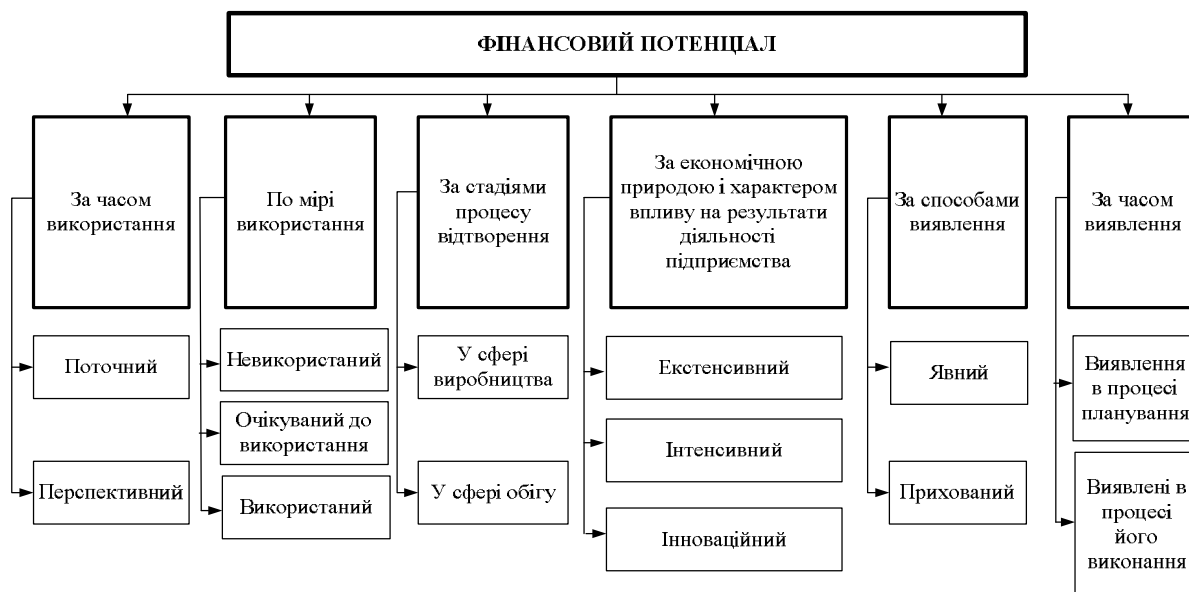 ФІНАНСОВИЙ ПОТЕНЦІАЛ
За часом
використання
По мірі
використання
За стадіями
процесу
відтворення
За економічною
природою і характером
впливу на результати
діяльності
підприємства
За способами
виявлення
За часом
виявлення
Поточний
Перспективний
Невикористаний
Очікуваний до
використання
Використаний
У сфері
виробництва
У сфері обігу
Екстенсивний
Інтенсивний
Інноваційний
Явний
Прихований
Виявлення
в процесі
планування
Виявлені в
процесі
його
виконання